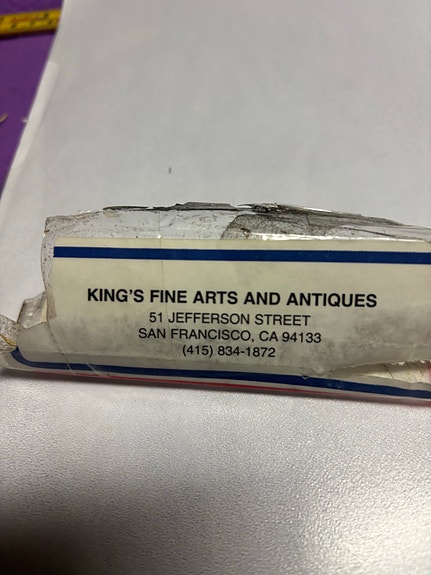 KING'S FINE ARTS AND ANTIQUES
51 JEFFERSON STREET
SAN FRANCISCO, CA 94133
(415) 834-1872